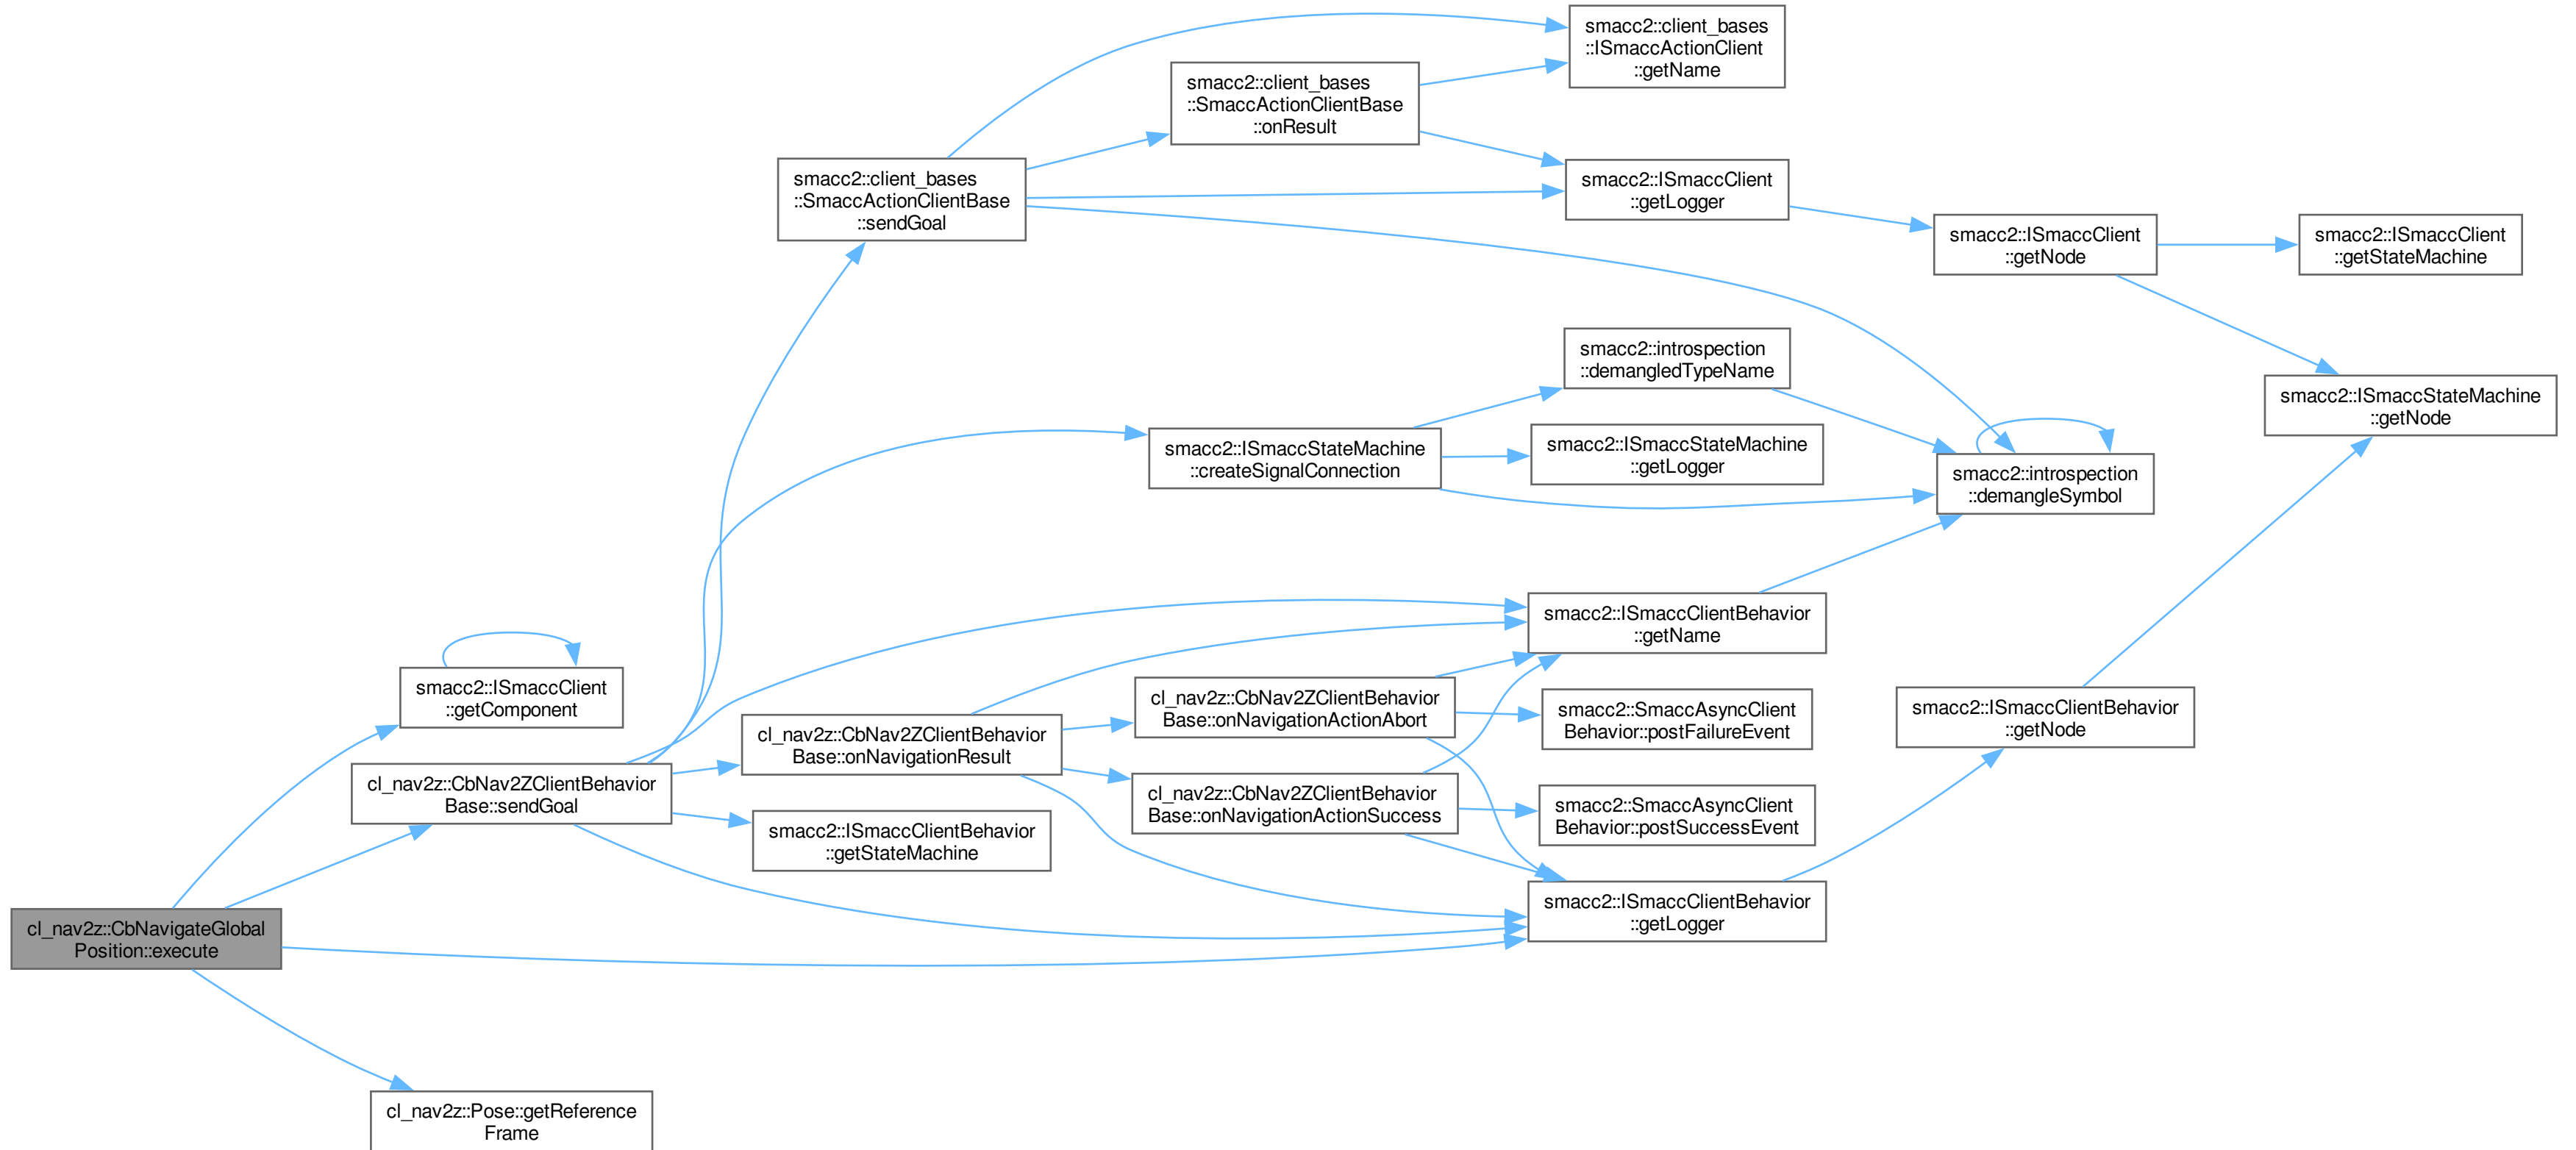 smacc2::client_bases
::ISmaccActionClient
::getName
smacc2::client_bases
::SmaccActionClientBase
::onResult
smacc2::client_bases
::SmaccActionClientBase
::sendGoal
smacc2::ISmaccClient
::getLogger
smacc2::ISmaccClient
::getNode
smacc2::ISmaccClient
::getStateMachine
smacc2::introspection
::demangledTypeName
smacc2::ISmaccStateMachine
::getNode
smacc2::ISmaccStateMachine
::createSignalConnection
smacc2::ISmaccStateMachine
::getLogger
smacc2::introspection
::demangleSymbol
smacc2::ISmaccClientBehavior
::getName
smacc2::ISmaccClient
::getComponent
cl_nav2z::CbNav2ZClientBehavior
Base::onNavigationActionAbort
smacc2::SmaccAsyncClient
Behavior::postFailureEvent
smacc2::ISmaccClientBehavior
::getNode
cl_nav2z::CbNav2ZClientBehavior
Base::onNavigationResult
cl_nav2z::CbNav2ZClientBehavior
Base::sendGoal
cl_nav2z::CbNav2ZClientBehavior
Base::onNavigationActionSuccess
smacc2::SmaccAsyncClient
Behavior::postSuccessEvent
smacc2::ISmaccClientBehavior
::getStateMachine
smacc2::ISmaccClientBehavior
::getLogger
cl_nav2z::CbNavigateGlobal
Position::execute
cl_nav2z::Pose::getReference
Frame